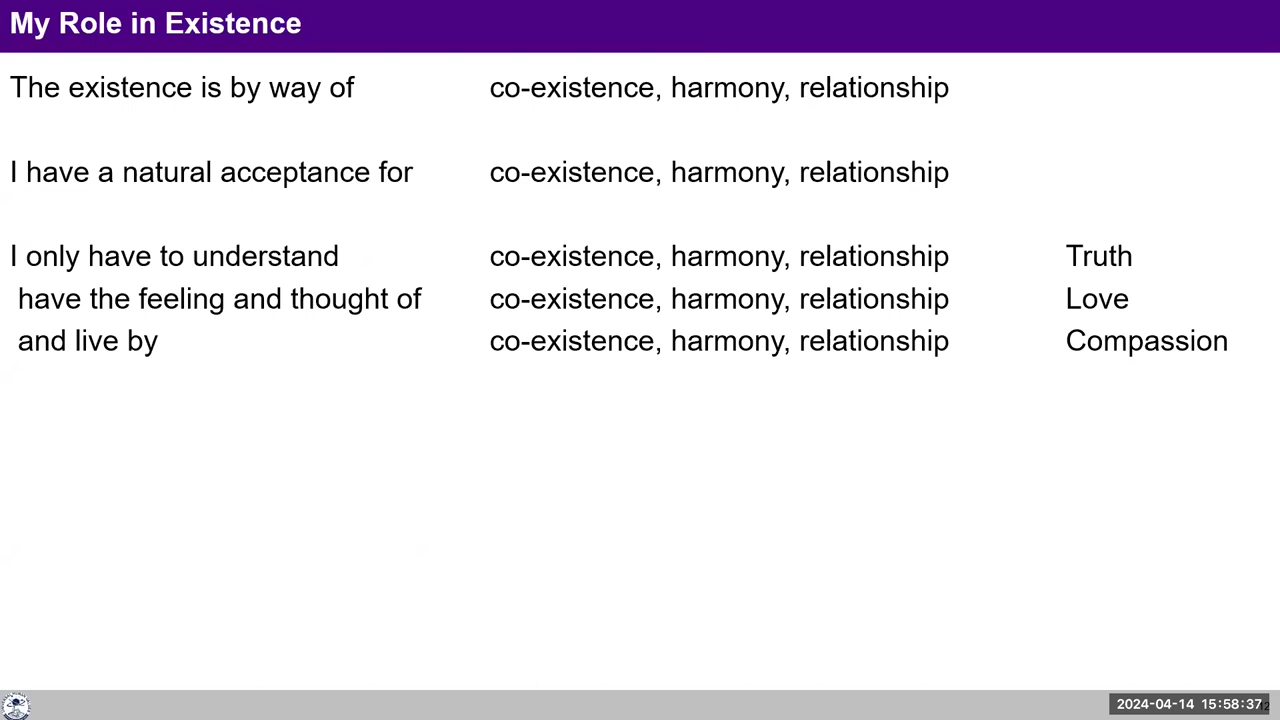 My Role in Existence
The existence is by way of co-existence, harmony, relationship
I have a natural acceptance for co-existence, harmony, relationship
I only have to understand co-existence, harmony, relationship Truth
have the feeling and thought of co-existence, harmony, relationship Love
and live by co-existence, harmony, relationship Compassion
2024-04-14 15:58:37